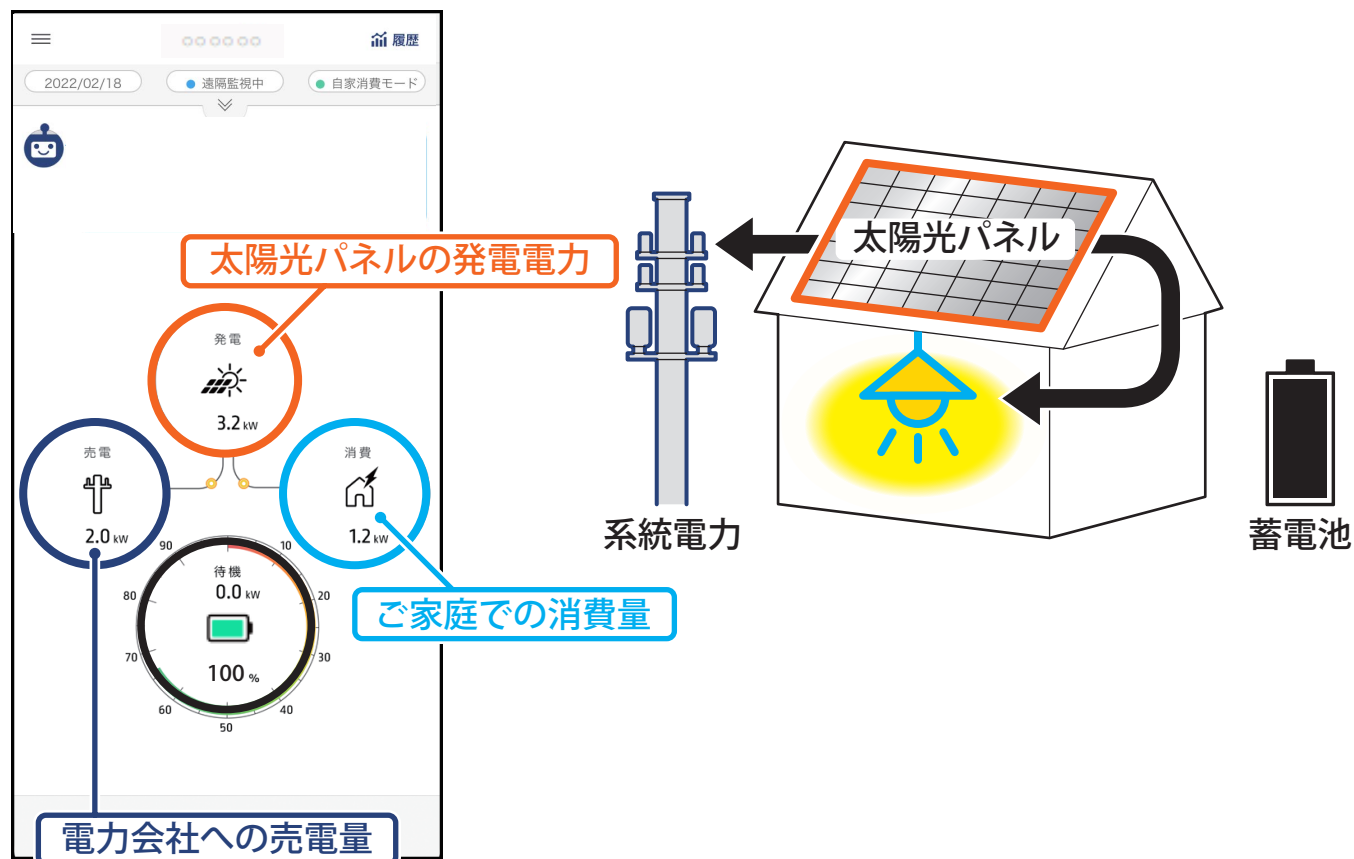 ○○○○○○
履歴
2022/02/18
遠隔監視中
自家消費モード
太陽光パネルの発電電力
発電
3.2 kW
売電
2.0 kW
消費
1.2 kW
待機
0.0 kW
100 %
10
20
30
40
50
60
70
80
90
ご家庭での消費量
電力会社への売電量
太陽光パネル
系統電力
蓄電池